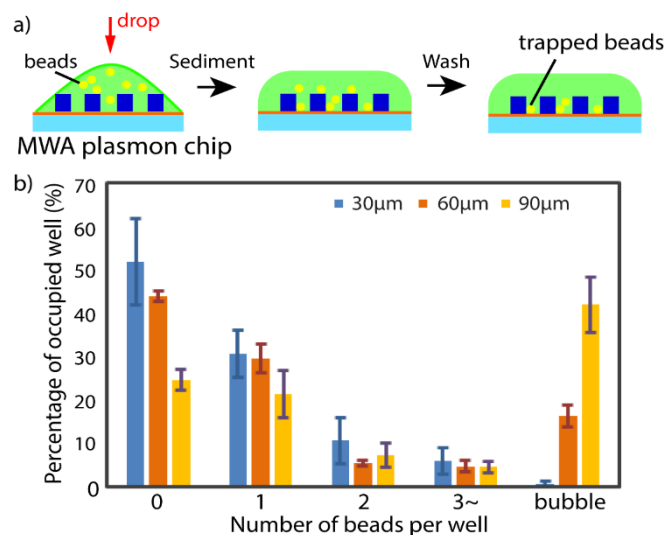 a)
drop
beads
Sediment
Wash
trapped beads
MWA plasmon chip
b)
Percentage of occupied well (%)
70
60
50
40
30
20
10
0
30μm 60μm 90μm
0 1 2 3~ bubble
Number of beads per well